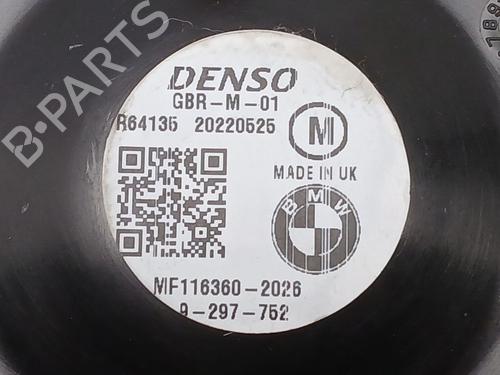 DENSO
GBR-M-01
R64135 20220525
M
MADE IN UK
BMW
MF116360-2026
9-297-752
B-PARTS